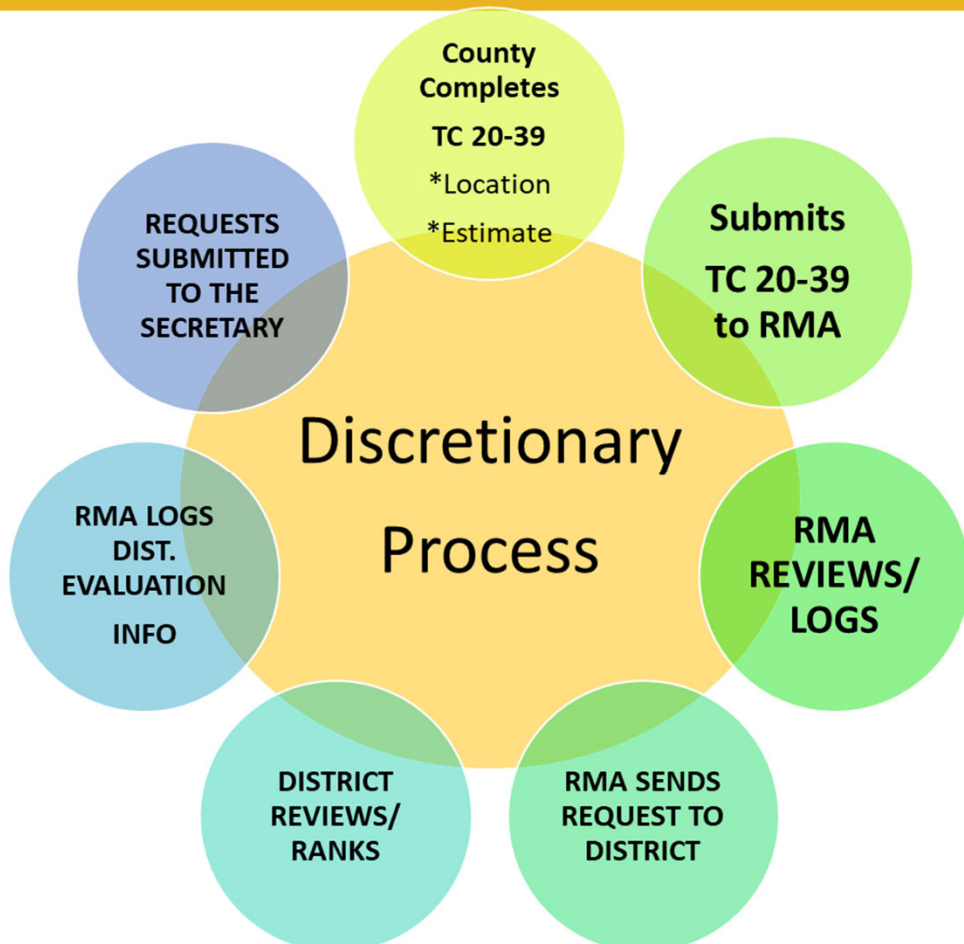 County
Completes
TC 20-39
*Location
*Estimate
Submits
TC 20-39
to RMA
RMA
REVIEWS/
LOGS
RMA SENDS
REQUEST TO
DISTRICT
DISTRICT
REVIEWS/
RANKS
RMA LOGS
DIST.
EVALUATION
INFO
REQUESTS
SUBMITTED
TO THE
SECRETARY
Discretionary
Process